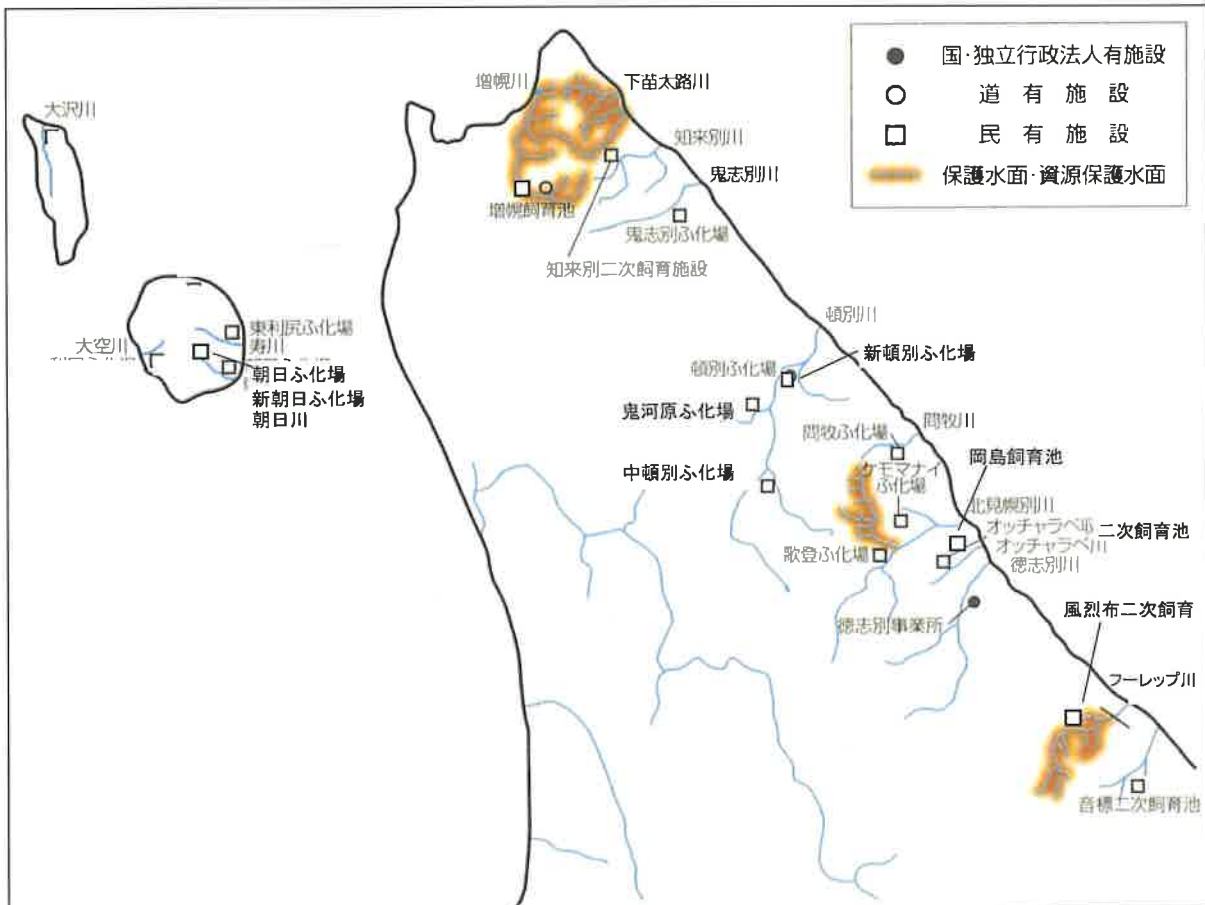 国・独立行政法人有施設
道有施設
民有施設
保護水面・資源保護水面
増幌川
下苗太路川
大沢川
知来別川
鬼志別川
増幌飼育池
鬼志別ふ化場
知来別二次飼育施設
頓別川
東利尻ふ化場
大空川
寿川
新頓別ふ化場
頓別ふ化場
朝日ふ化場
新朝日ふ化場
朝日川
鬼河原ふ化場
問牧川
問牧ふ化場
岡島飼育池
中頓別ふ化場
ケモマナイ
ふ化場
北見幌別川
オッチャラベ
二次飼育池
オッチャラベ川
歌登ふ化場
徳志別川
風烈布二次飼育
徳志別事業所
フーレップ川
音標二次飼育池